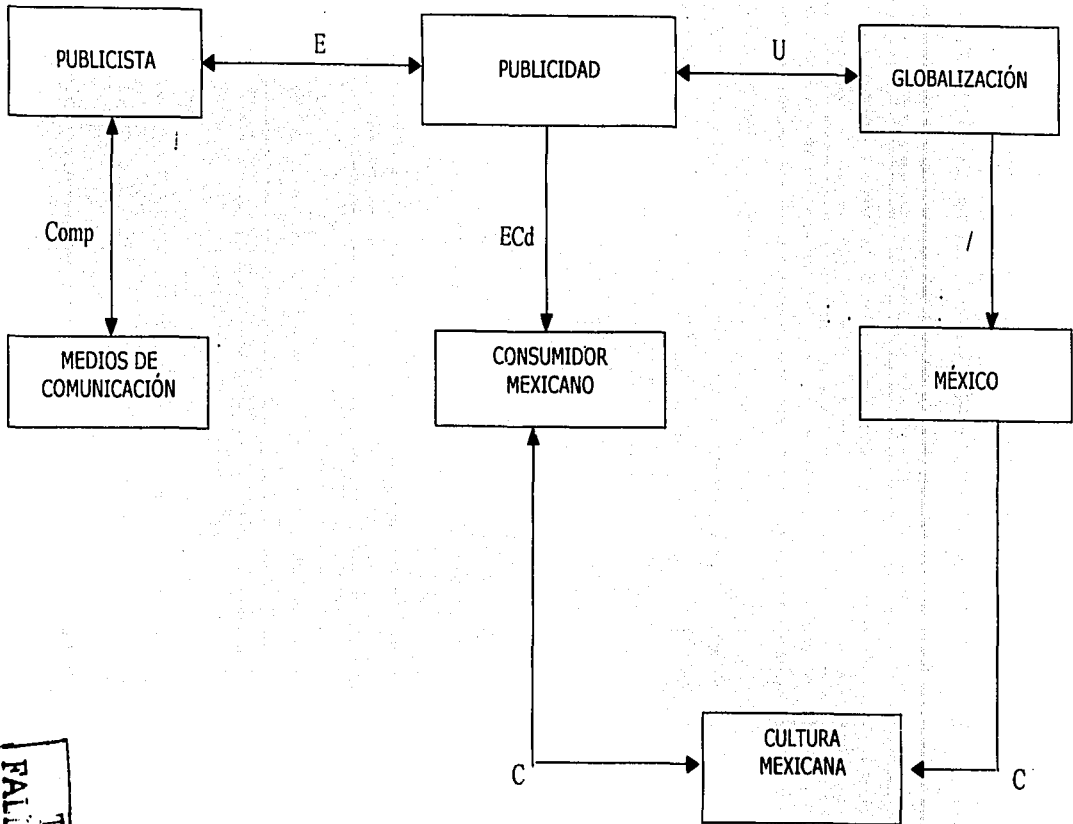 PUBLICISTA
E
PUBLICIDAD
U
GLOBALIZACIÓN
Comp
ECd
/
MEDIOS DE
COMUNICACIÓN
CONSUMIDOR
MEXICANO
MÉXICO
CULTURA
MEXICANA
C
C